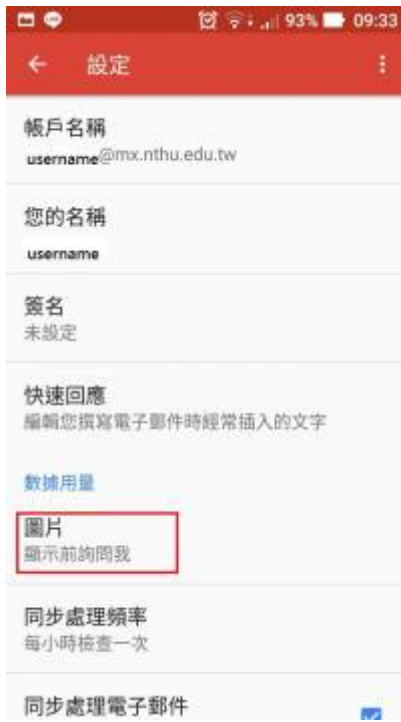 93% 09:33
設定
帳戶名稱
username@mx.nthu.edu.tw
您的名稱
username
簽名
未設定
快速回應
編輯您撰寫電子郵件時經常插入的文字
數據用量
圖片
顯示前詢問我
同步處理頻率
每小時檢查一次
同步處理電子郵件